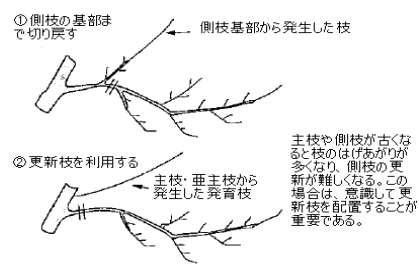 ①側枝の基部ま
で切り戻す
側枝基部から発生した枝
②更新枝を利用する
主枝・亜主枝から
発生した発育枝
主枝や側枝が古くな
ると枝のはげあがりが
多くなり、側枝の更
新が難しくなる。この
場合は、意識して更
新枝を配置することが
重要である。